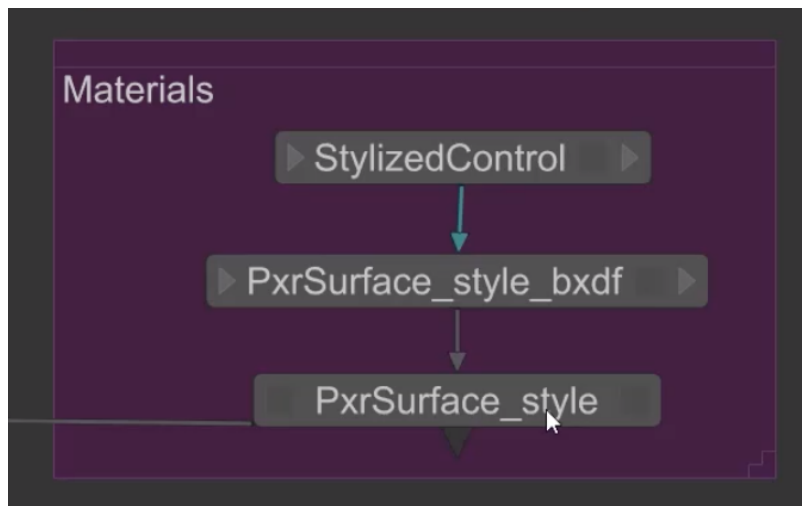 Materials
StylizedControl
PxrSurface_style_bxdf
PxrSurface_style